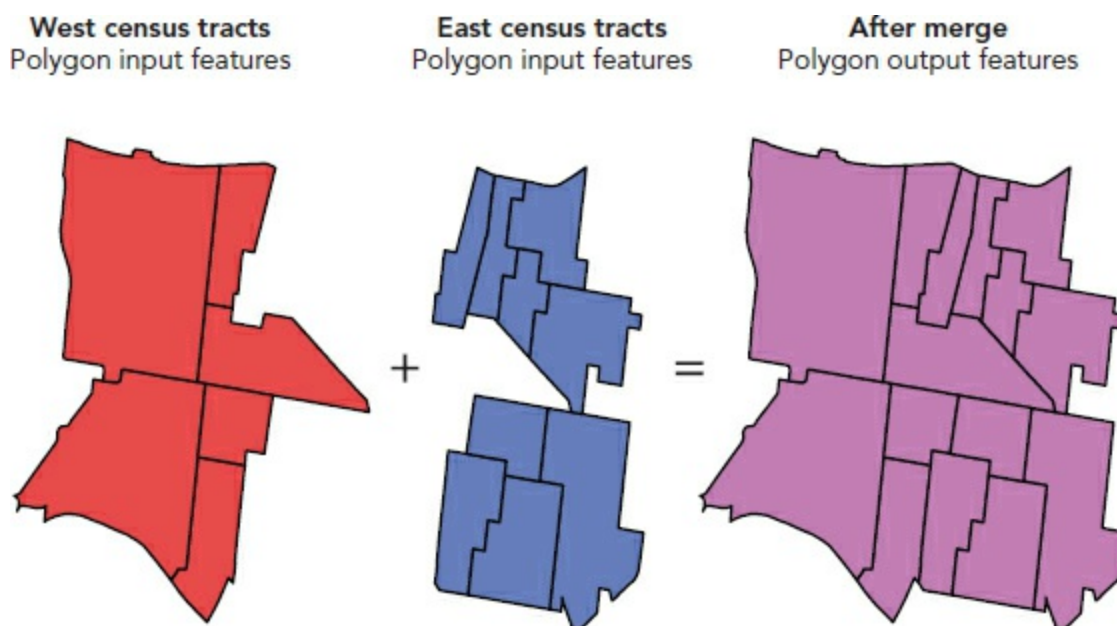 West census tracts
Polygon input features
East census tracts
Polygon input features
After merge
Polygon output features
+
=